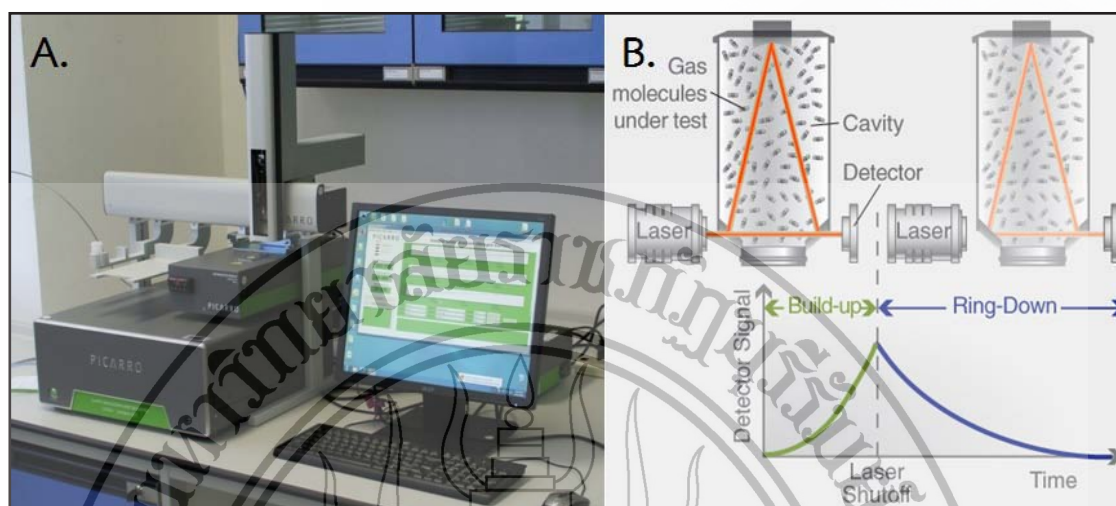 A.
PICARRO
PICARRO
B.
Gas
molecules
under test
Cavity
Detector
Laser
Laser
Build-up
Ring-Down
Detector Signal
Laser
Shutoff
Time